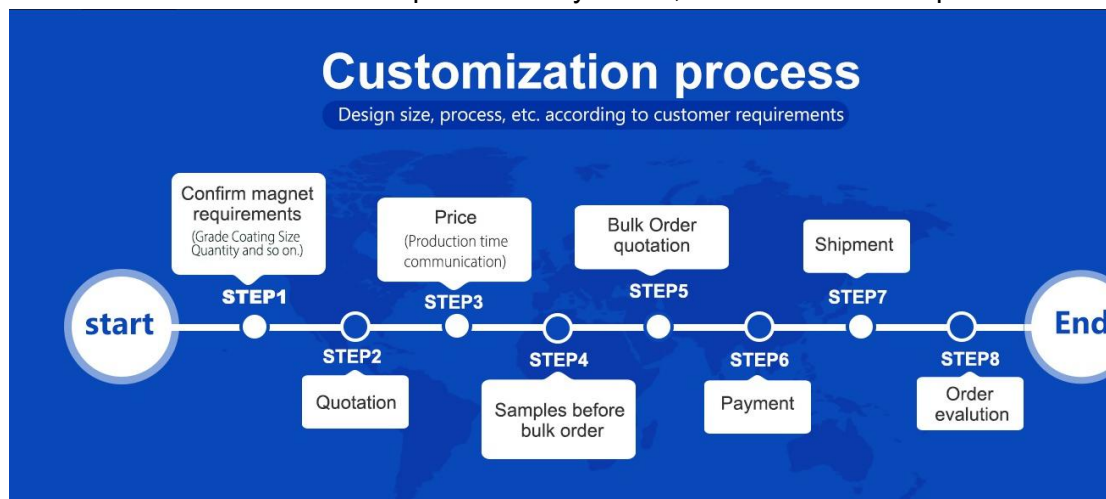 Customization process
Design size, process, etc. according to customer requirements
start
Confirm magnet
requirements
(Grade Coating Size
Quantity and so on.)
STEP1
STEP2
Quotation
Price
(Production time
communication)
STEP3
STEP4
Samples before
bulk order
Bulk Order
quotation
STEP5
STEP6
Payment
Shipment
STEP7
STEP8
Order
evalution
End